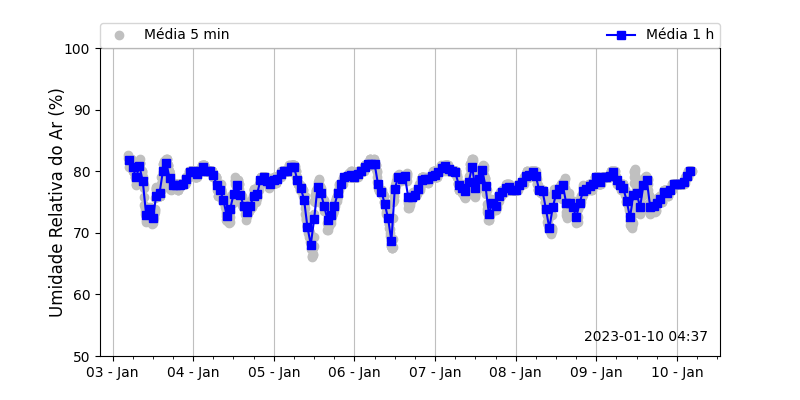 Média 5 min
Média 1 h
100
90
80
70
60
50
Umidade Relativa do Ar (%)
2023-01-10 04:37
03 - Jan
04 - Jan
05 - Jan
06 - Jan
07 - Jan
08 - Jan
09 - Jan
10 - Jan